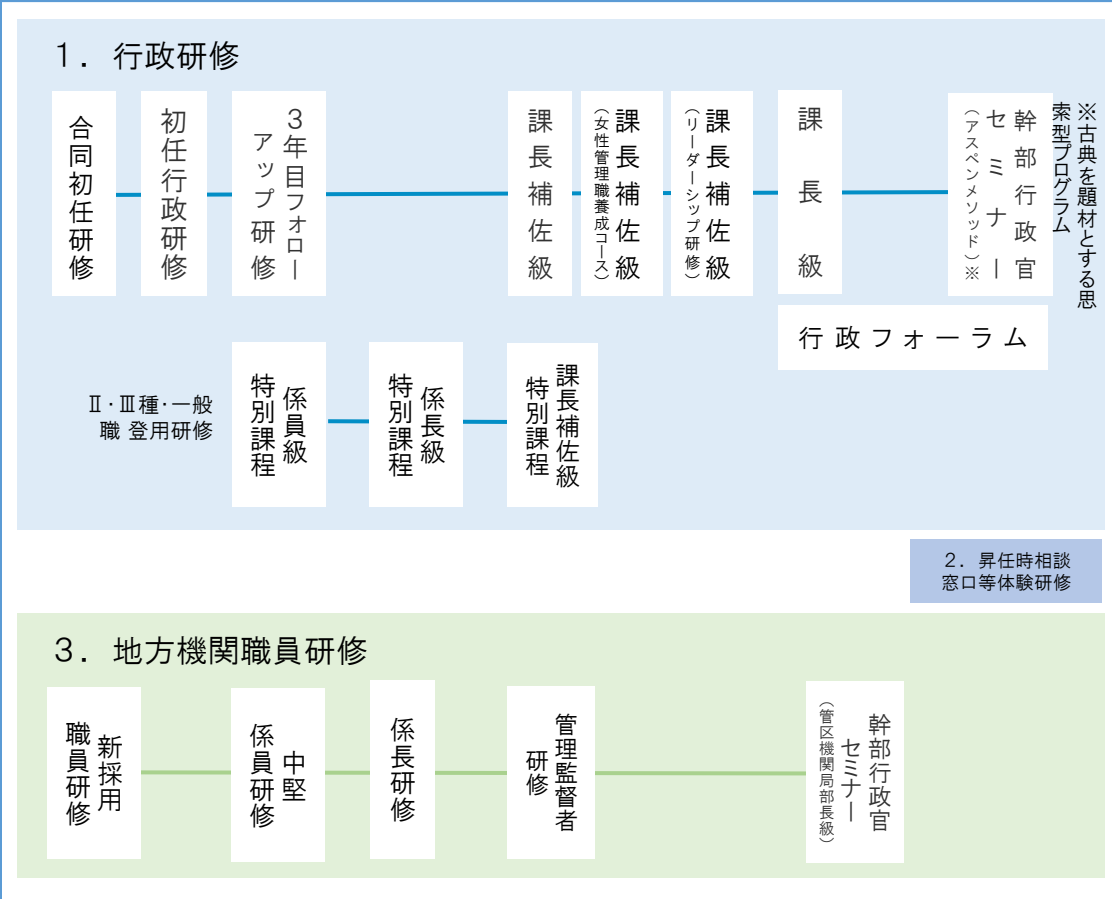 1．行政研修
合同初任研修
初任行政研修
3年目フォロー
アップ研修
課長補佐級
課長補佐級
（女性管理職養成コース）
課長補佐級
（リーダーシップ研修）
課長級
幹部行政官
セミナー
（アスペンメソッド）※
※古典を題材とする思
索型プログラム
行政フォーラム
Ⅱ・Ⅲ種・一般
職 登用研修
係員級
特別課程
係長級
特別課程
課長補佐級
特別課程
2．昇任時相談
窓口等体験研修
3．地方機関職員研修
新採用
職員研修
中堅
係員研修
係長研修
管理監督者
研修
幹部行政官
セミナー
（管区機関局部長級）